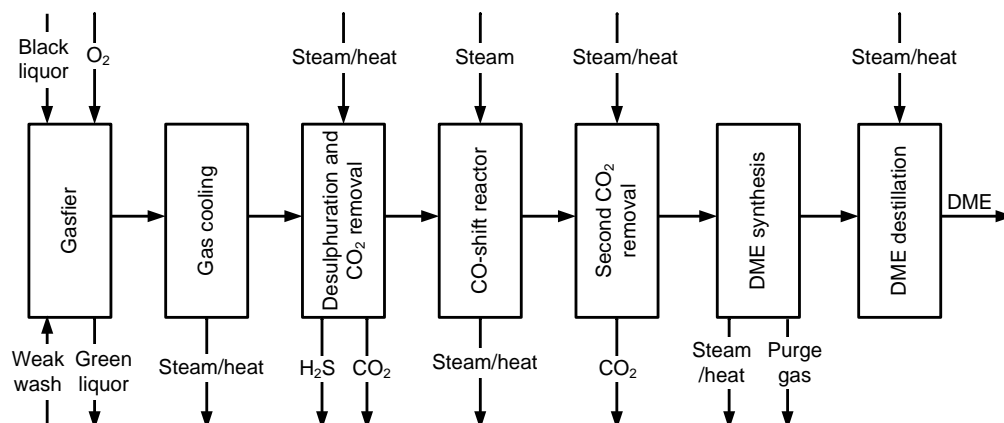 Black
liquor
O₂
Steam/heat
Steam
Steam/heat
Steam/heat
Gasfier
Gas cooling
Desulphuration and
CO₂ removal
CO-shift reactor
Second CO₂
removal
DME synthesis
DME destillation
DME
Weak
wash
Green
liquor
Steam/heat
H₂S
CO₂
Steam/heat
CO₂
Steam
/heat
Purge
gas